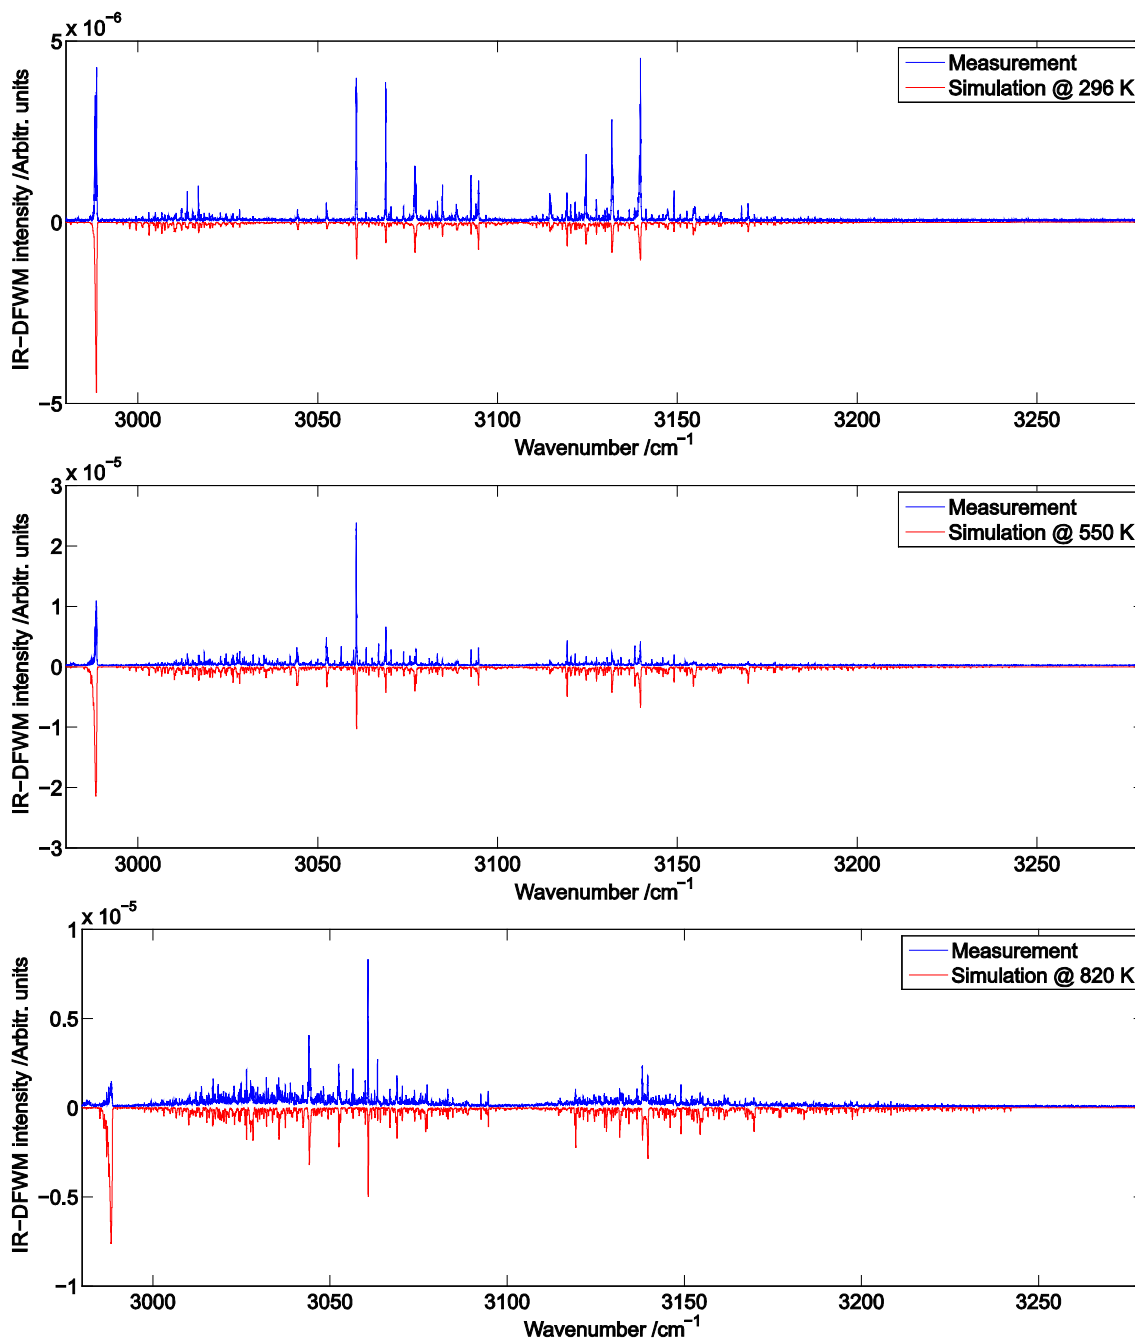 x 10⁻⁶
5
0
−5
IR−DFWM intensity /Arbitr. units
Measurement
Simulation @ 296 K
3000 3050 3100 3150 3200 3250
Wavenumber /cm⁻¹
x 10⁻⁵
3
2
1
0
−1
−2
−3
IR−DFWM intensity /Arbitr. units
Measurement
Simulation @ 550 K
3000 3050 3100 3150 3200 3250
Wavenumber /cm⁻¹
x 10⁻⁵
1
0.5
0
−0.5
−1
IR−DFWM intensity /Arbitr. units
Measurement
Simulation @ 820 K
3000 3050 3100 3150 3200 3250
Wavenumber /cm⁻¹